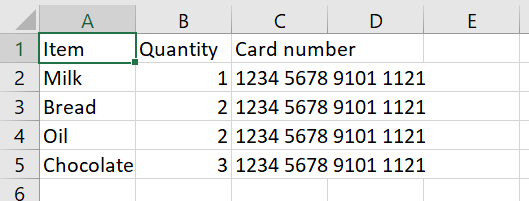 A B C D E
1 Item Quantity Card number
2 Milk 1 1234 5678 9101 1121
3 Bread 2 1234 5678 9101 1121
4 Oil 2 1234 5678 9101 1121
5 Chocolate 3 1234 5678 9101 1121
6